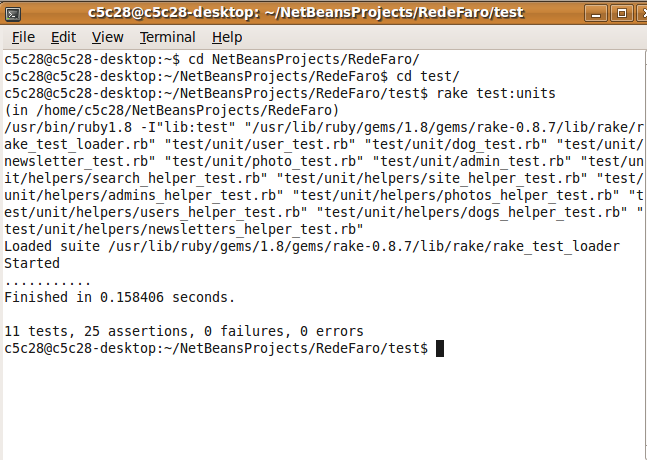 c5c28@c5c28-desktop: ~/NetBeansProjects/RedeFaro/test
File Edit View Terminal Help
c5c28@c5c28-desktop:~$ cd NetBeansProjects/RedeFaro/
c5c28@c5c28-desktop:~/NetBeansProjects/RedeFaro$ cd test/
c5c28@c5c28-desktop:~/NetBeansProjects/RedeFaro/test$ rake test:units
(in /home/c5c28/NetBeansProjects/RedeFaro)
/usr/bin/ruby1.8 -I"lib:test" "/usr/lib/ruby/gems/1.8/gems/rake-0.8.7/lib/rake/r
ake_test_loader.rb" "test/unit/user_test.rb" "test/unit/dog_test.rb" "test/unit/
newsletter_test.rb" "test/unit/photo_test.rb" "test/unit/admin_test.rb" "test/un
it/helpers/search_helper_test.rb" "test/unit/helpers/site_helper_test.rb" "test/
unit/helpers/admins_helper_test.rb" "test/unit/helpers/photos_helper_test.rb" "t
est/unit/helpers/users_helper_test.rb" "test/unit/helpers/dogs_helper_test.rb" "
test/unit/helpers/newsletters_helper_test.rb"
Loaded suite /usr/lib/ruby/gems/1.8/gems/rake-0.8.7/lib/rake/rake_test_loader
Started
...........
Finished in 0.158406 seconds.
11 tests, 25 assertions, 0 failures, 0 errors
c5c28@c5c28-desktop:~/NetBeansProjects/RedeFaro/test$